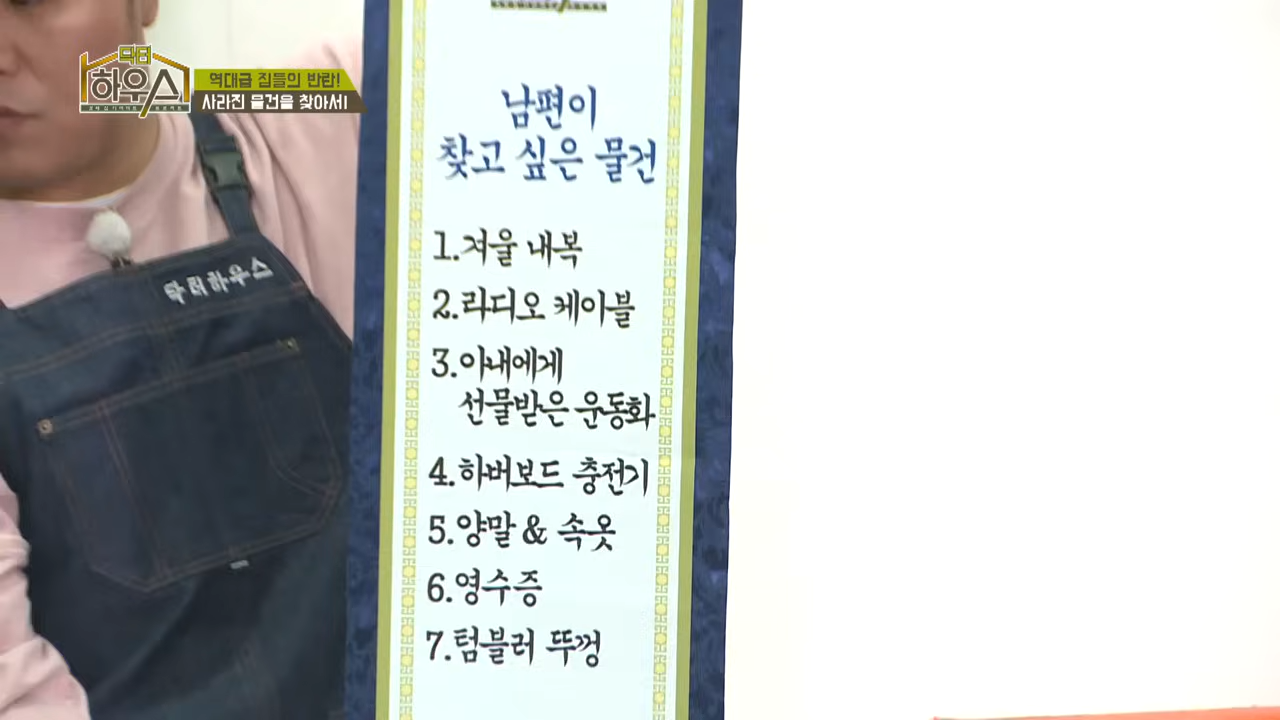 닥터
하우스
역대급 짐들의 반란!
사라진 물건을 찾아서!
닥터하우스
남편이
찾고 싶은 물건
1.겨울 내복
2.라디오 케이블
3.아내에게
선물받은 운동화
4.하버보드 충전기
5.양말 & 속옷
6.영수증
7.텀블러 뚜껑